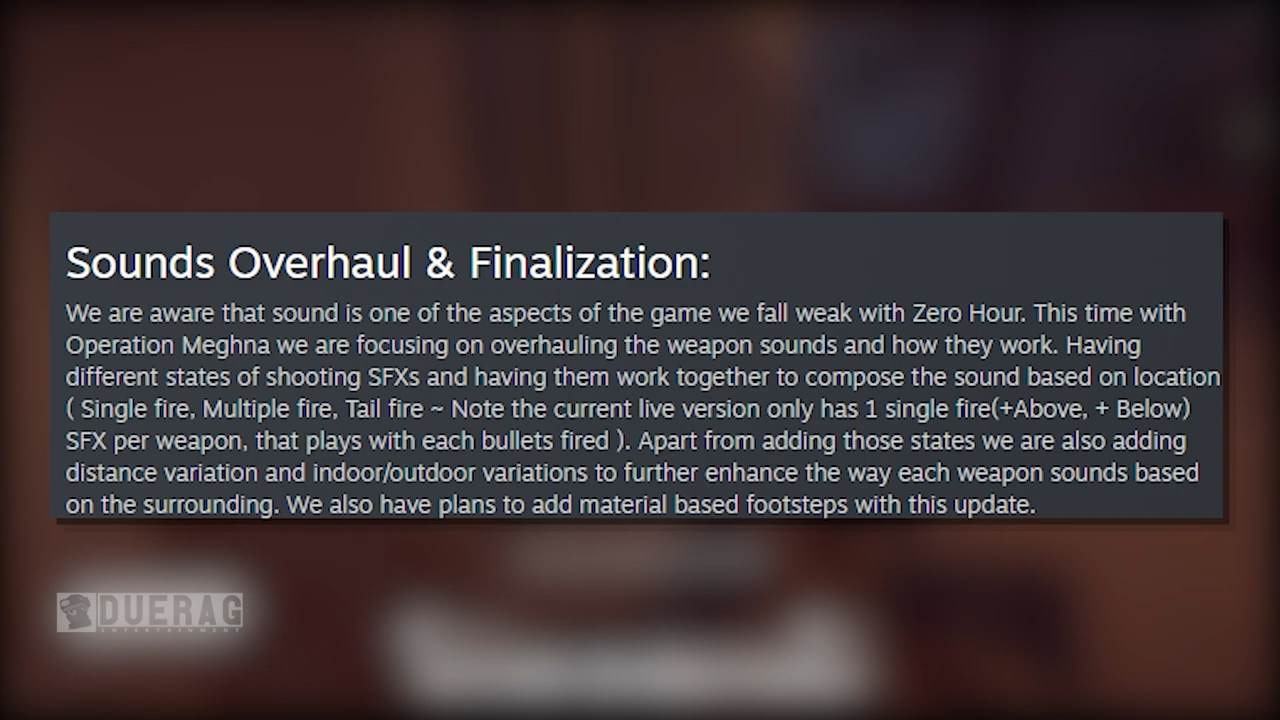 Sounds Overhaul & Finalization:
We are aware that sound is one of the aspects of the game we fall weak with Zero Hour. This time with
Operation Meghna we are focusing on overhauling the weapon sounds and how they work. Having
different states of shooting SFXs and having them work together to compose the sound based on location
( Single fire, Multiple fire, Tail fire ~ Note the current live version only has 1 single fire(+Above, + Below)
SFX per weapon, that plays with each bullets fired ). Apart from adding those states we are also adding
distance variation and indoor/outdoor variations to further enhance the way each weapon sounds based
on the surrounding. We also have plans to add material based footsteps with this update.
DUERAG
ENTERTAINMENT